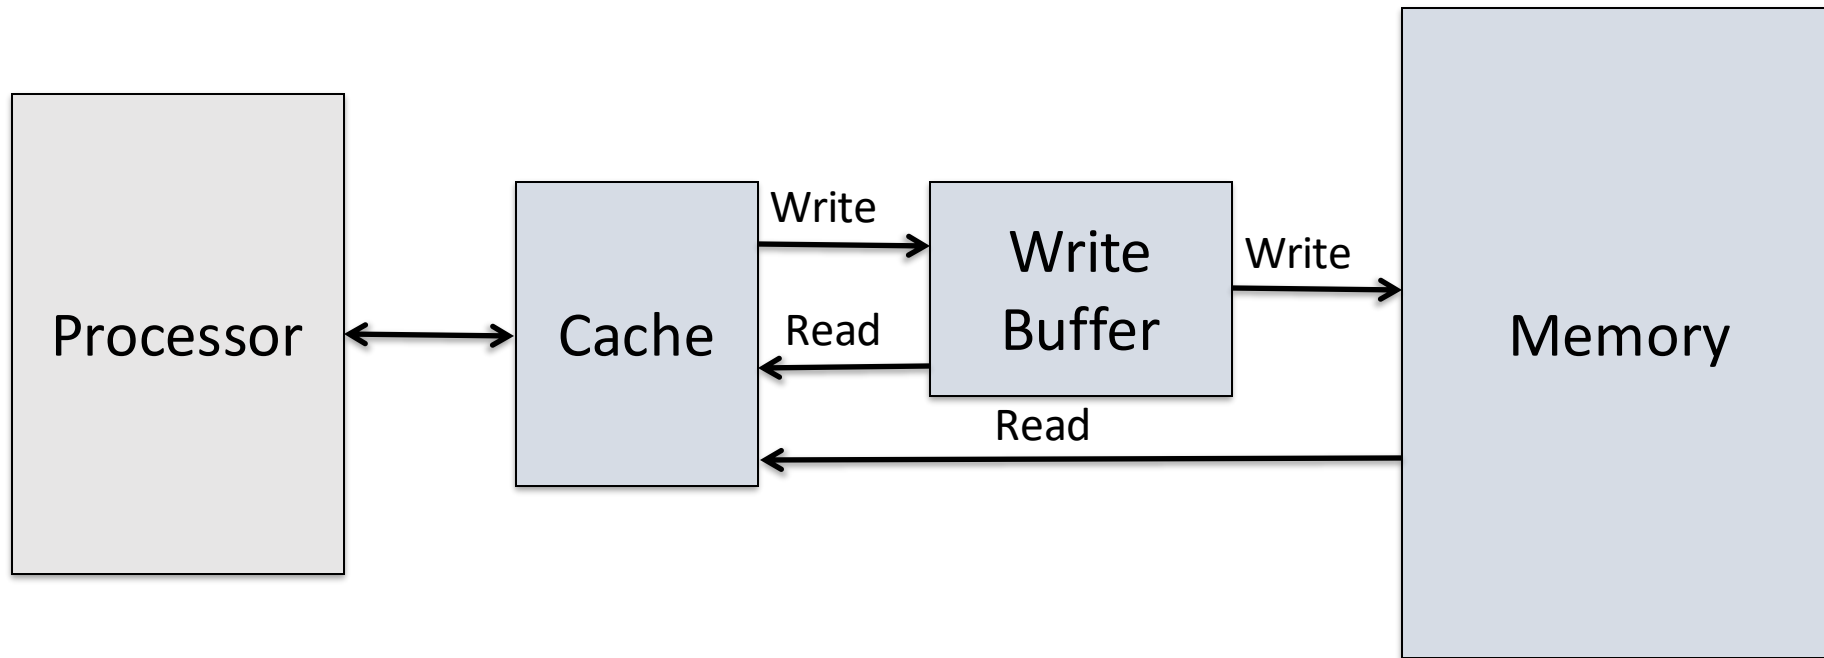 Processor
Cache
Write
Read
Write
Buffer
Write
Read
Memory